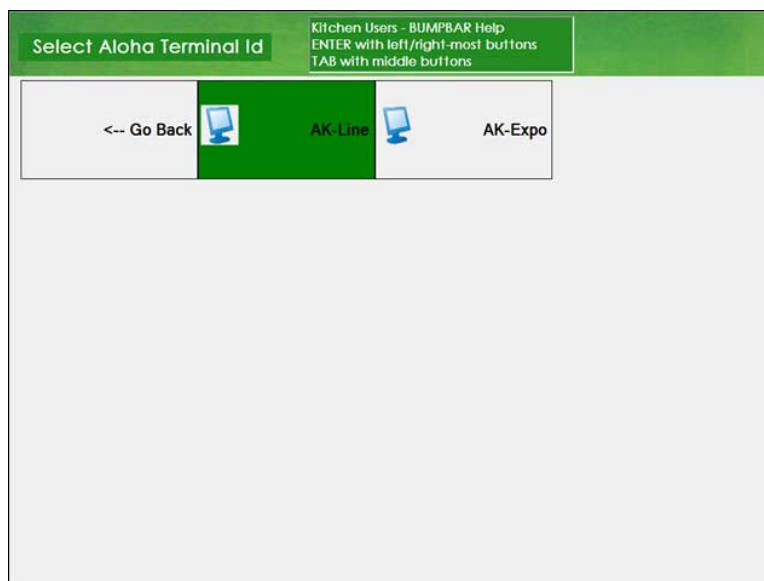 Select Aloha Terminal Id
Kitchen Users - BUMPBAR Help
ENTER with left/right-most buttons
TAB with middle buttons
<-- Go Back
AK-Line
AK-Expo